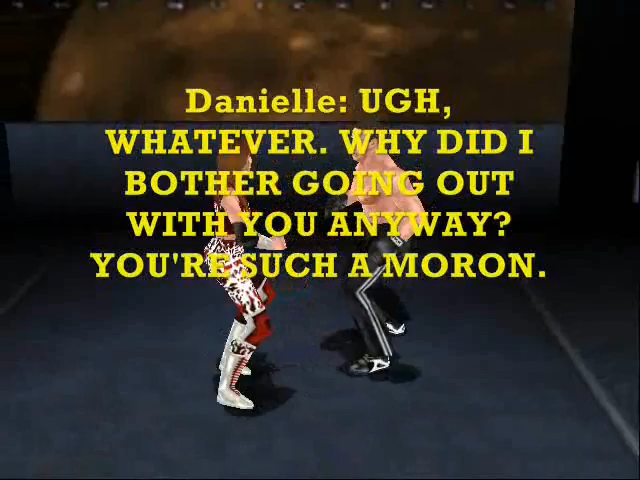 Danielle: UGH,
WHATEVER. WHY DID I
BOTHER GOING OUT
WITH YOU ANYWAY?
YOU'RE SUCH A MORON.